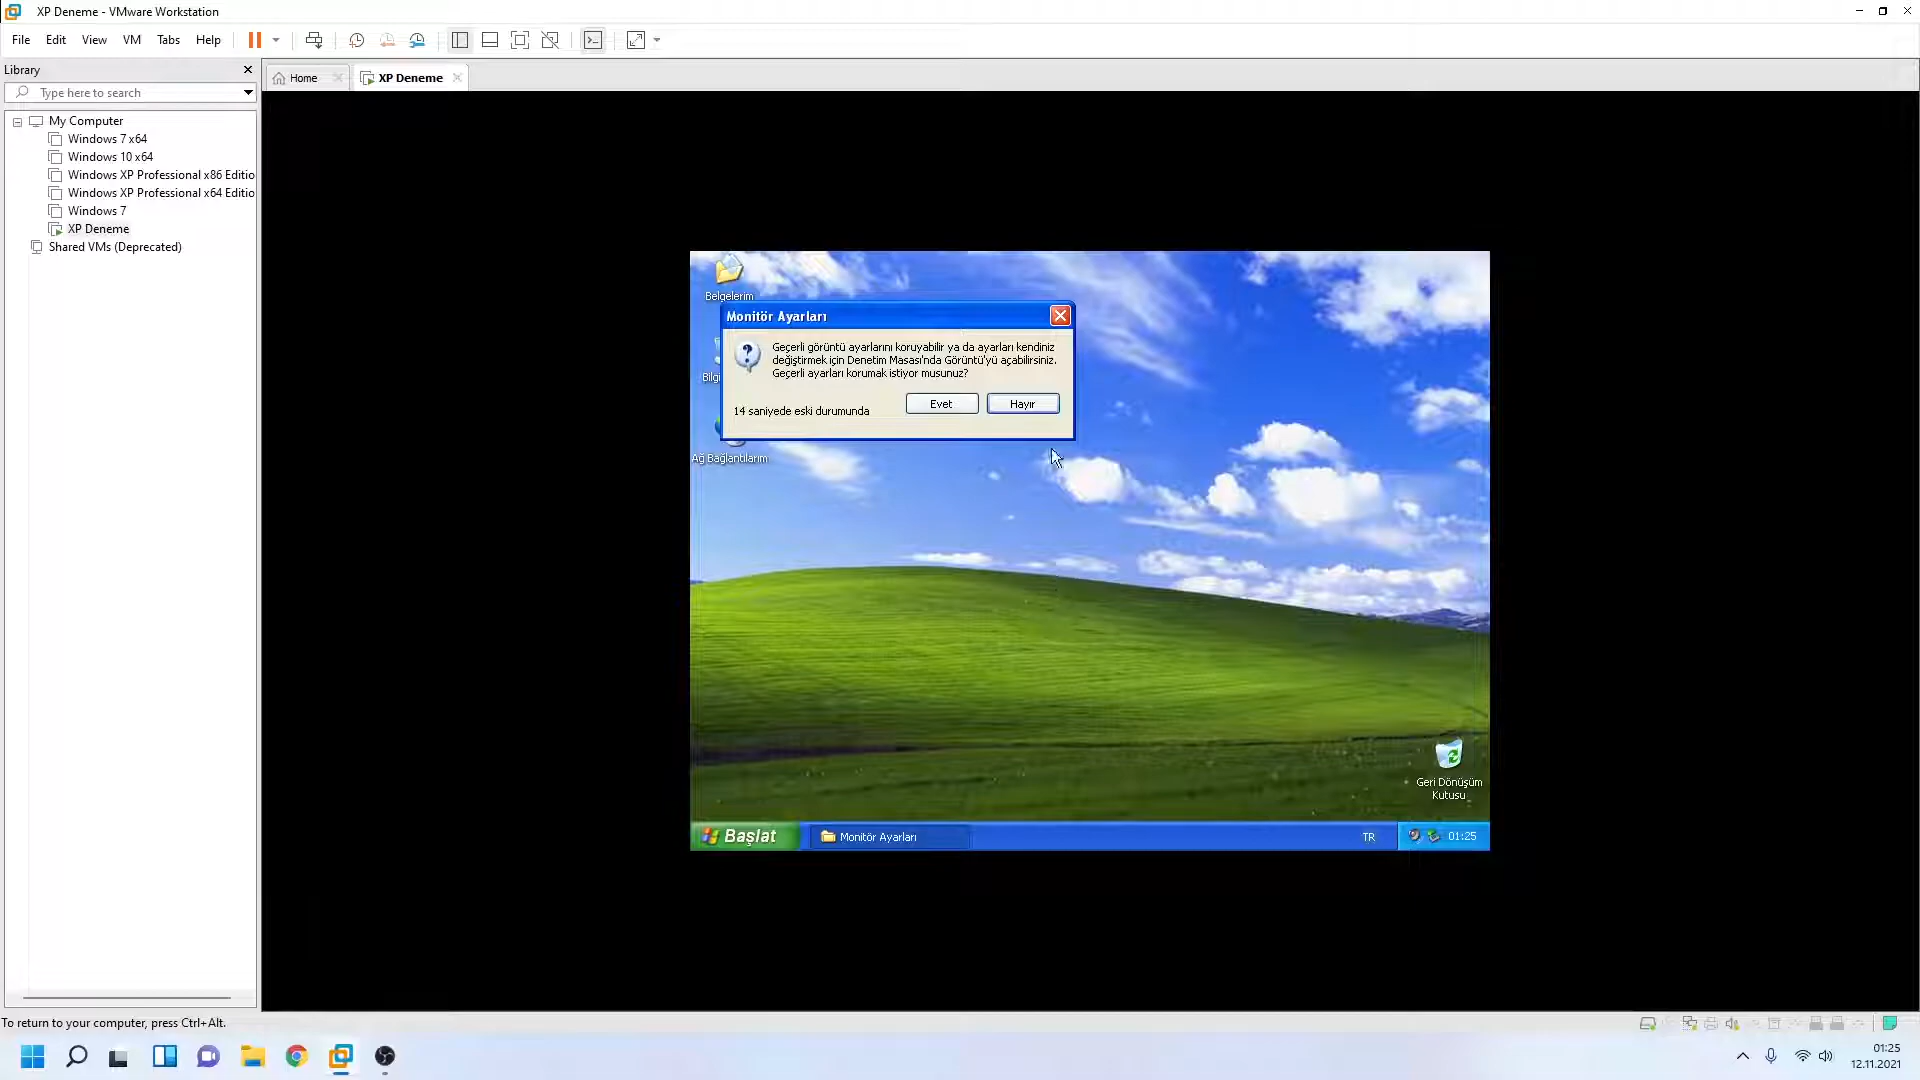 XP Deneme - VMware Workstation
File Edit View VM Tabs Help
Library
Type here to search
My Computer
Windows 7 x64
Windows 10 x64
Windows XP Professional x86 Editio
Windows XP Professional x64 Editio
Windows 7
XP Deneme
Shared VMs (Deprecated)
Home
XP Deneme
Belgelerim
Monitör Ayarları
Geçerli görüntü ayarlarını koruyabilir ya da ayarları kendiniz
değiştirmek için Denetim Masası'nda Görüntü'yü açabilirsiniz.
Geçerli ayarları korumak istiyor musunuz?
14 saniyede eski durumunda
Evet
Hayır
Bilgi
Ağ Bağlantılarım
Geri Dönüşüm
Kutusu
Başlat
Monitör Ayarları
TR
01:25
To return to your computer, press Ctrl+Alt.
01:25
12.11.2021